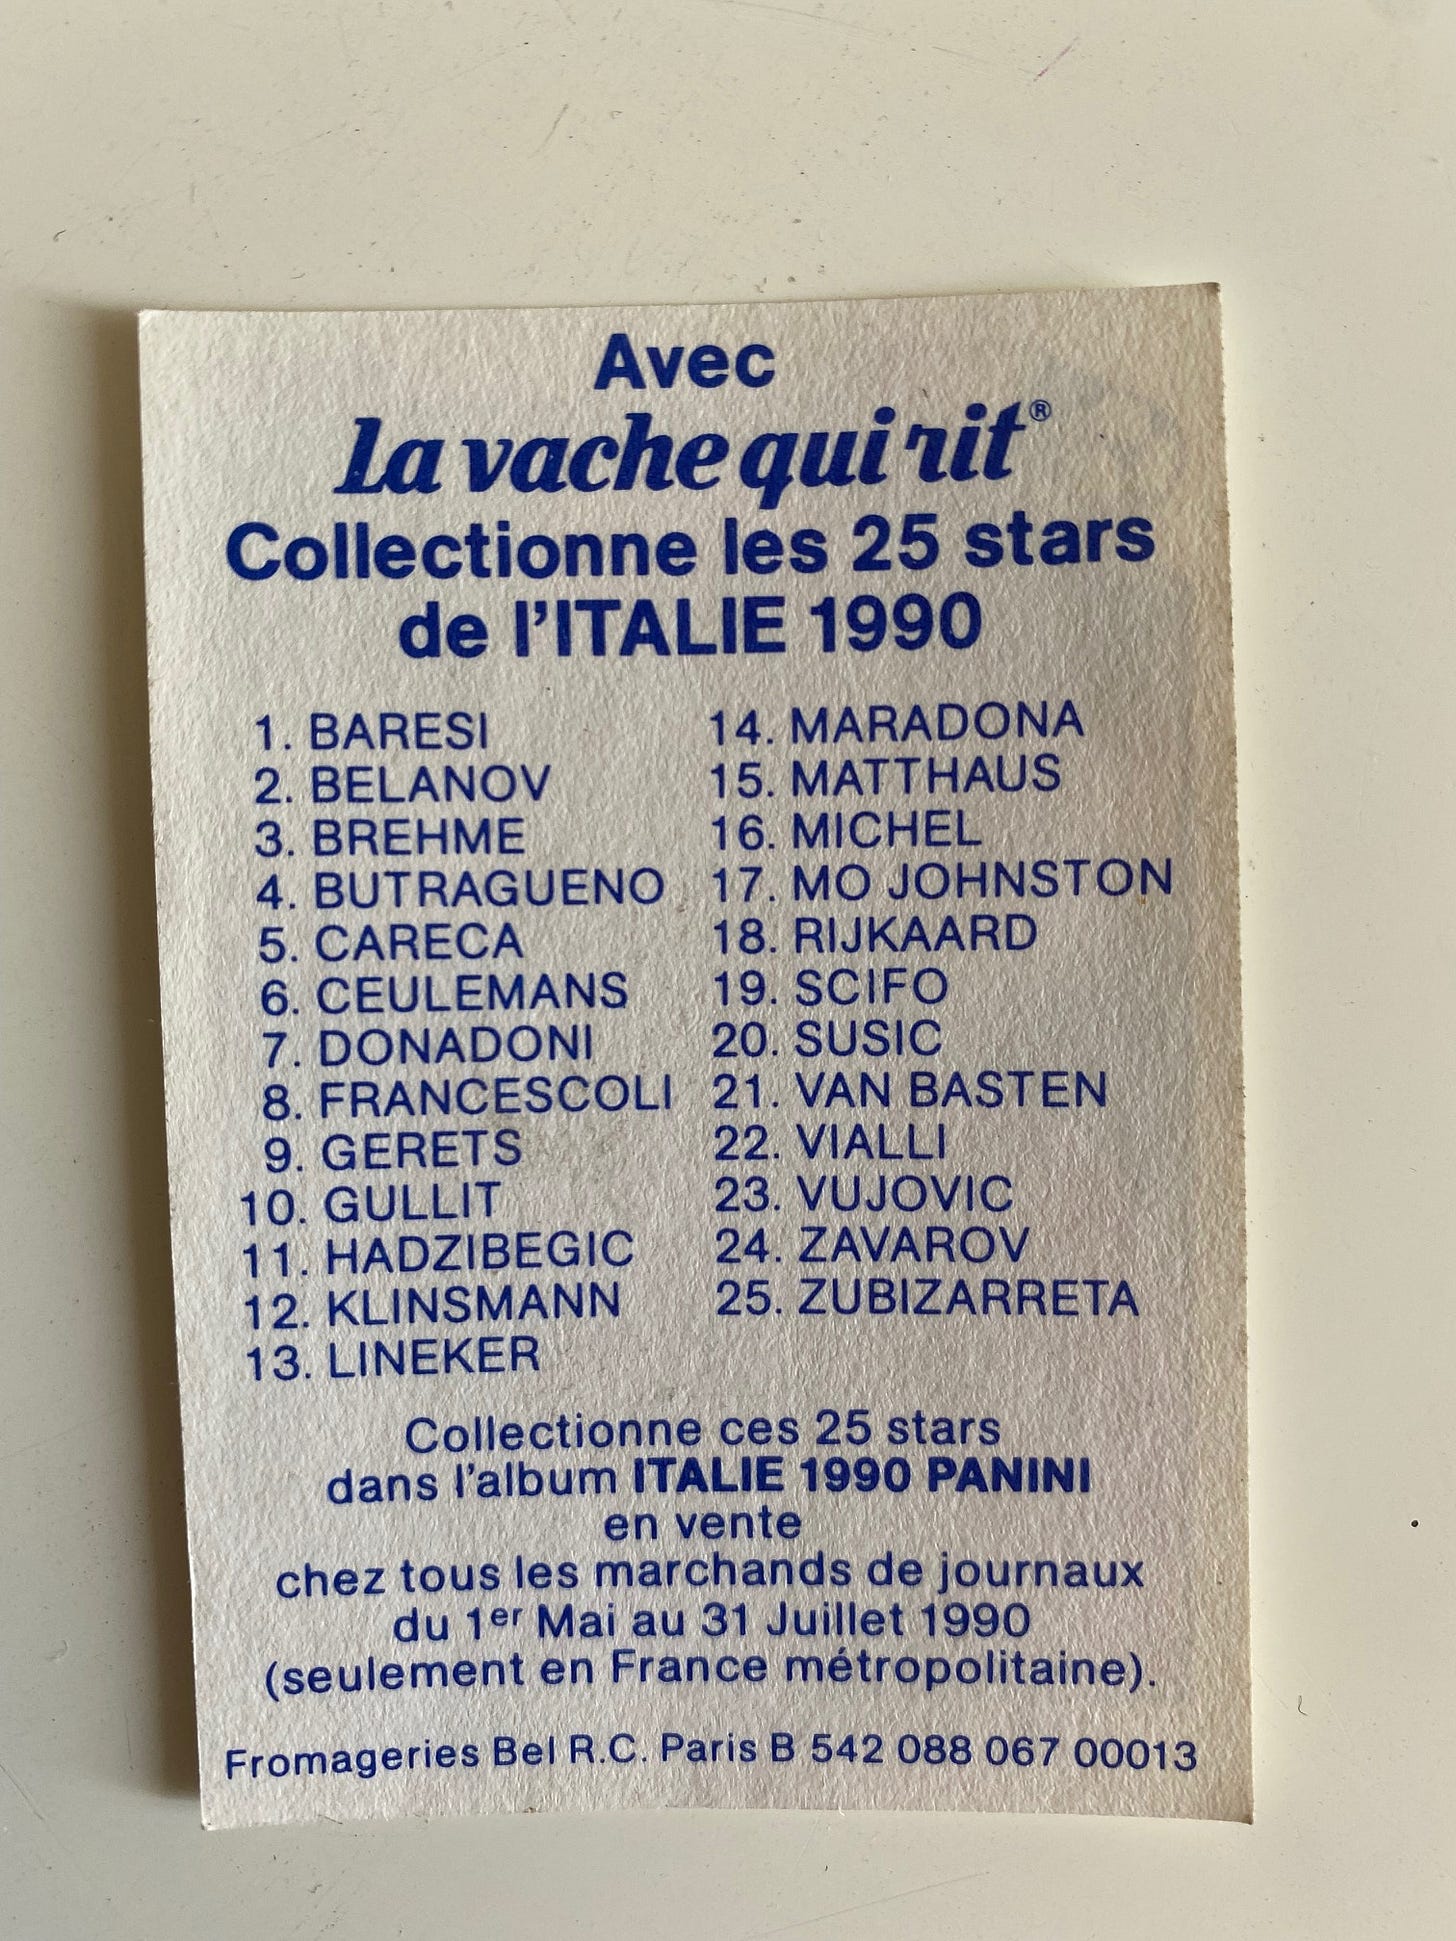 Avec
La vache qui rit®
Collectionne les 25 stars
de l'ITALIE 1990
1. BARESI
2. BELANOV
3. BREHME
4. BUTRAGUENO
5. CARECA
6. CEULEMANS
7. DONADONI
8. FRANCESCOLI
9. GERETS
10. GULLIT
11. HADZIBEGIC
12. KLINSMANN
13. LINEKER
14. MARADONA
15. MATTHAUS
16. MICHEL
17. MO JOHNSTON
18. RIJKAARD
19. SCIFO
20. SUSIC
21. VAN BASTEN
22. VIALLI
23. VUJOVIC
24. ZAVAROV
25. ZUBIZARRETA
Collectionne ces 25 stars
dans l'album ITALIE 1990 PANINI
en vente
chez tous les marchands de journaux
du 1er Mai au 31 Juillet 1990
(seulement en France métropolitaine).
Fromageries Bel R.C. Paris B 542 088 067 00013